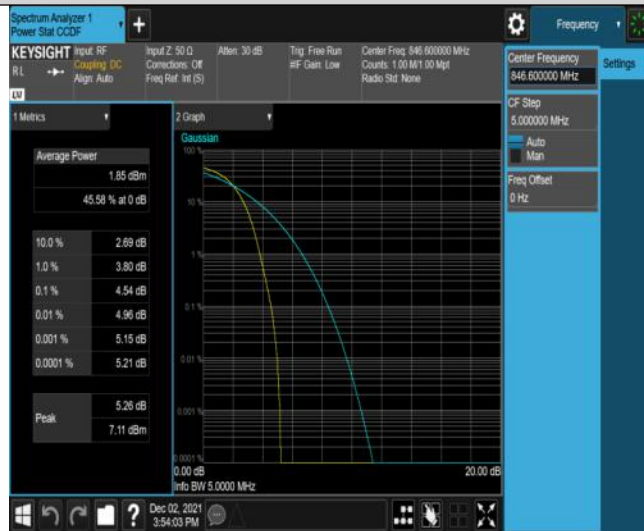 Spectrum Analyzer 1
Power Stat CCDF
Frequency
KEYSIGHT
RL
Input: RF
Coupling: DC
Align: Auto
Input Z: 50 Ω
Corrections: Off
Freq Ref: Int (S)
Atten: 30 dB
Trig: Free Run
#IF Gain: Low
Center Freq: 846.600000 MHz
Counts: 1.00 M/1.00 Mpt
Radio Std: None
LXI
1 Metrics
Average Power
1.85 dBm
45.58 % at 0 dB
10.0 % 2.69 dB
1.0 % 3.80 dB
0.1 % 4.54 dB
0.01 % 4.96 dB
0.001 % 5.15 dB
0.0001 % 5.21 dB
Peak
5.26 dB
7.11 dBm
2 Graph
Gaussian
100 %
10 %
1 %
0.1 %
0.01 %
0.001 %
0.0001 %
0.00 dB
20.00 dB
Info BW 5.0000 MHz
Center Frequency
846.600000 MHz
Settings
CF Step
5.000000 MHz
Auto
Man
Freq Offset
0 Hz
?
Dec 02, 2021
3:54:03 PM